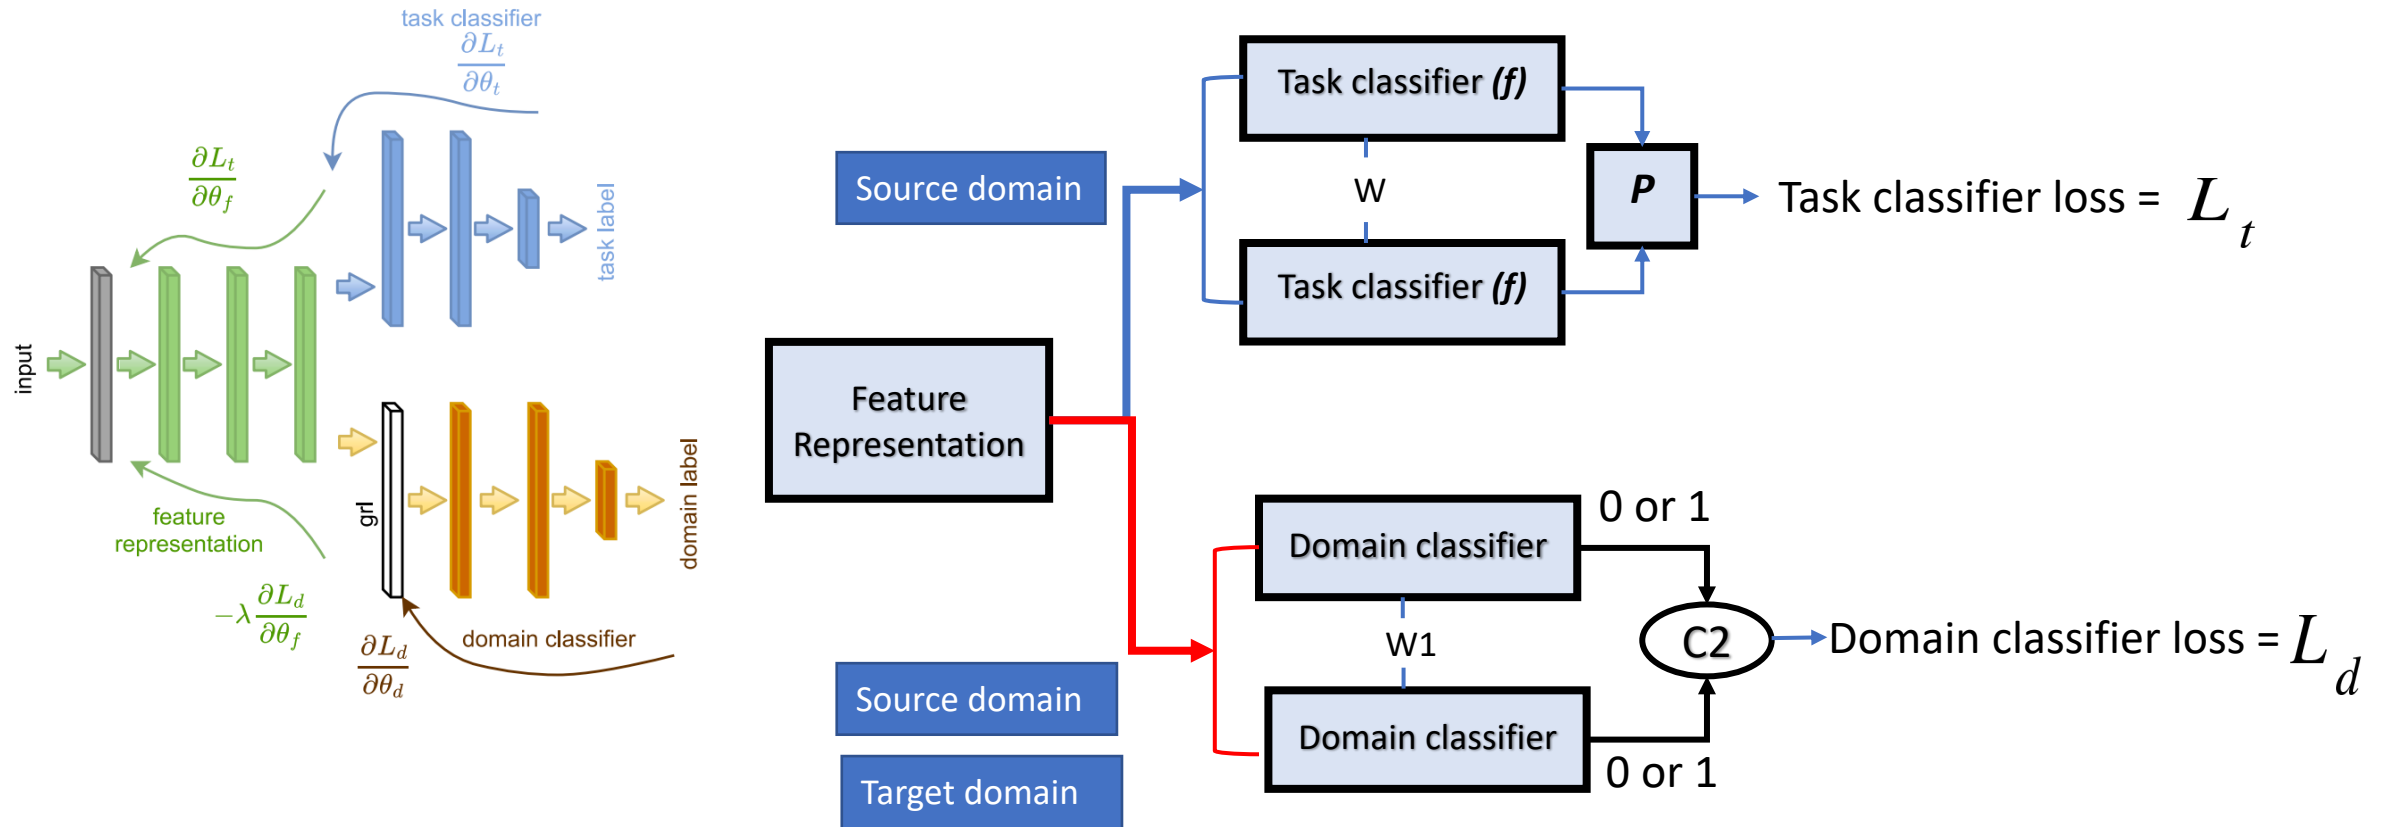 task classifier
∂L_t
∂θ_t
∂L_t
∂θ_f
task label
input
feature
representation
-λ ∂L_d
∂θ_f
grl
domain label
∂L_d
∂θ_d
domain classifier
Source domain
Task classifier (f)
W
Task classifier (f)
P
Task classifier loss = L_t
Feature
Representation
Source domain
Target domain
Domain classifier
0 or 1
W1
Domain classifier
0 or 1
C2
Domain classifier loss = L_d